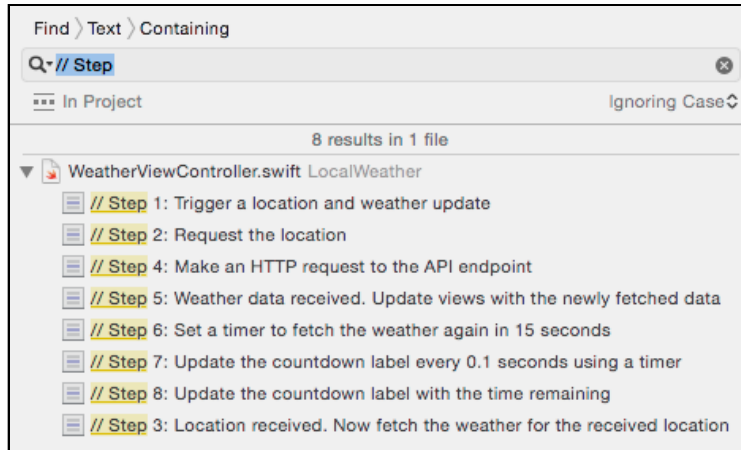 Find > Text > Containing
// Step
In Project Ignoring Case
8 results in 1 file
WeatherViewController.swift LocalWeather
// Step 1: Trigger a location and weather update
// Step 2: Request the location
// Step 4: Make an HTTP request to the API endpoint
// Step 5: Weather data received. Update views with the newly fetched data
// Step 6: Set a timer to fetch the weather again in 15 seconds
// Step 7: Update the countdown label every 0.1 seconds using a timer
// Step 8: Update the countdown label with the time remaining
// Step 3: Location received. Now fetch the weather for the received location